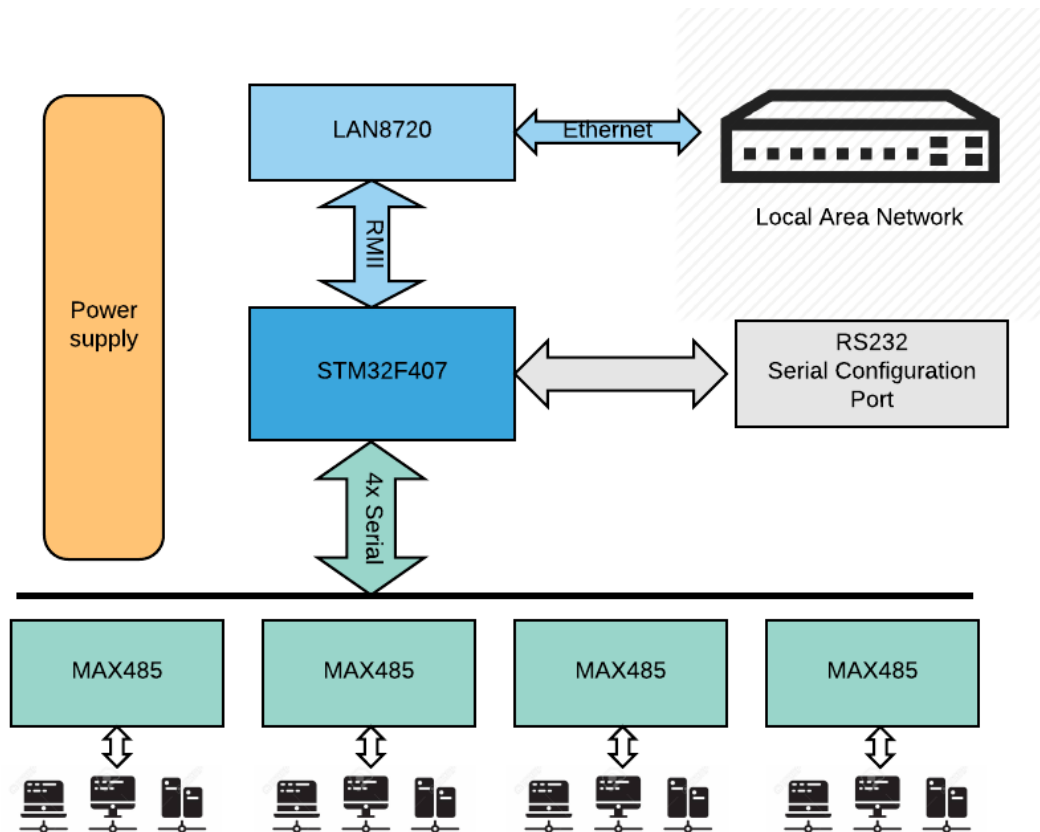 LAN8720
Ethernet
Local Area Network
RMII
Power
supply
STM32F407
RS232
Serial Configuration
Port
4x Serial
MAX485
MAX485
MAX485
MAX485